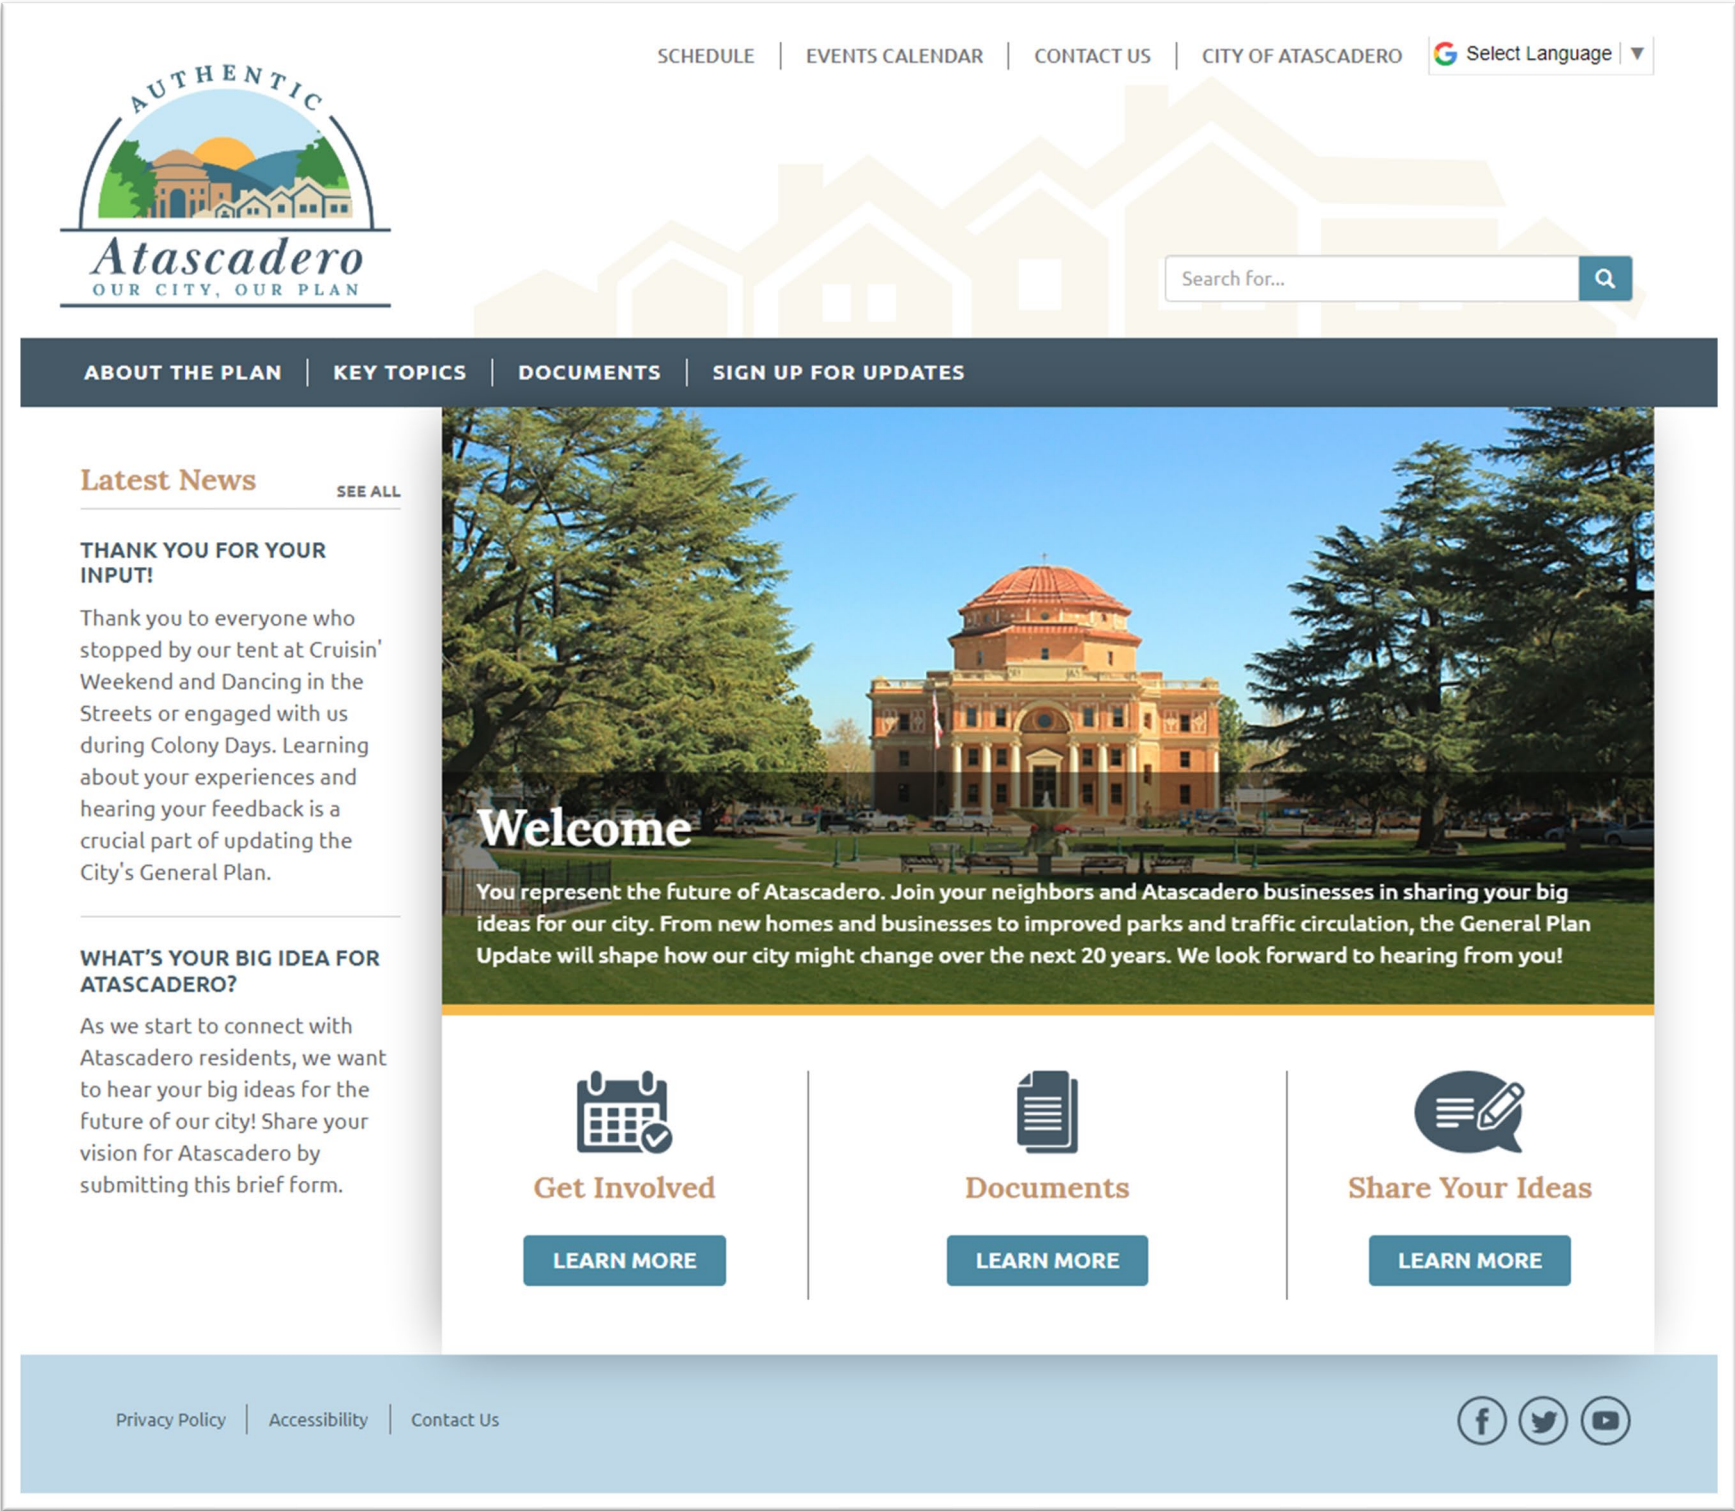 SCHEDULE
EVENTS CALENDAR
CONTACT US
CITY OF ATASCADERO
Select Language ▼
AUTHENTIC
Atascadero
OUR CITY, OUR PLAN
Search for...
ABOUT THE PLAN
KEY TOPICS
DOCUMENTS
SIGN UP FOR UPDATES
Latest News
SEE ALL
THANK YOU FOR YOUR
INPUT!
Thank you to everyone who
stopped by our tent at Cruisin'
Weekend and Dancing in the
Streets or engaged with us
during Colony Days. Learning
about your experiences and
hearing your feedback is a
crucial part of updating the
City's General Plan.
WHAT'S YOUR BIG IDEA FOR
ATASCADERO?
As we start to connect with
Atascadero residents, we want
to hear your big ideas for the
future of our city! Share your
vision for Atascadero by
submitting this brief form.
Welcome
You represent the future of Atascadero. Join your neighbors and Atascadero businesses in sharing your big
ideas for our city. From new homes and businesses to improved parks and traffic circulation, the General Plan
Update will shape how our city might change over the next 20 years. We look forward to hearing from you!
Get Involved
LEARN MORE
Documents
LEARN MORE
Share Your Ideas
LEARN MORE
Privacy Policy
Accessibility
Contact Us